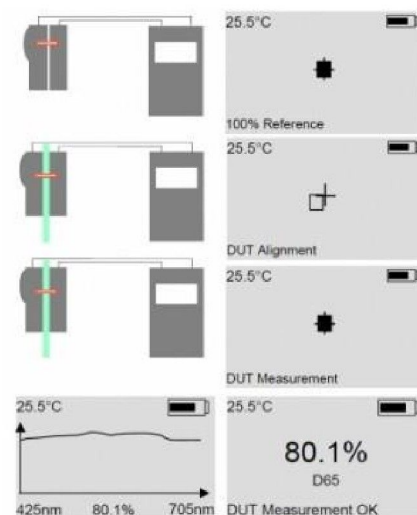 25.5°C
100% Reference
25.5°C
DUT Alignment
25.5°C
DUT Measurement
25.5°C
425nm 80.1% 705nm
25.5°C
80.1%
D65
DUT Measurement OK